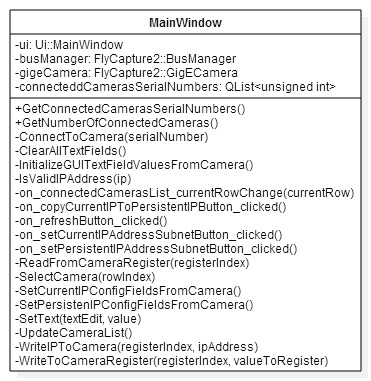 MainWindow
-ui: Ui::MainWindow
-busManager: FlyCapture2::BusManager
-gigeCamera: FlyCapture2::GigECamera
-connecteddCamerasSerialNumbers: QList<unsigned int>
+GetConnectedCamerasSerialNumbers()
+GetNumberOfConnectedCameras()
-ConnectToCamera(serialNumber)
-ClearAllTextFields()
-InitializeGUITextFieldValuesFromCamera()
-IsValidIPAddress(ip)
-on_connectedCamerasList_currentRowChange(currentRow)
-on_copyCurrentIPToPersistentIPButton_clicked()
-on_refreshButton_clicked()
-on_setCurrentIPAddressSubnetButton_clicked()
-on_setPersistentIPAddressSubnetButton_clicked()
-ReadFromCameraRegister(registerIndex)
-SelectCamera(rowIndex)
-SetCurrentIPConfigFieldsFromCamera()
-SetPersistenIPConfigFieldsFromCamera()
-SetText(textEdit, value)
-UpdateCameraList()
-WriteIPToCamera(registerIndex, ipAddress)
-WriteToCameraRegister(registerIndex, valueToRegister)